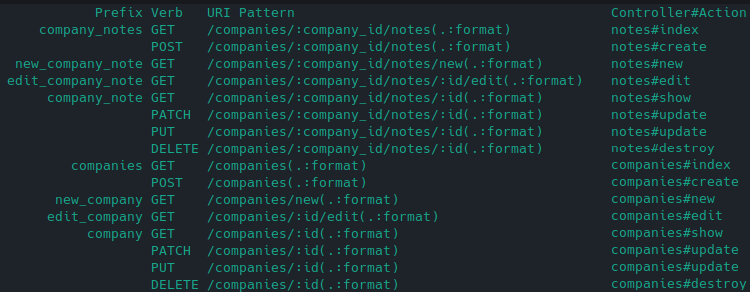 Prefix Verb URI Pattern Controller#Action
company_notes GET /companies/:company_id/notes(.:format) notes#index
POST /companies/:company_id/notes(.:format) notes#create
new_company_note GET /companies/:company_id/notes/new(.:format) notes#new
edit_company_note GET /companies/:company_id/notes/:id/edit(.:format) notes#edit
company_note GET /companies/:company_id/notes/:id(.:format) notes#show
PATCH /companies/:company_id/notes/:id(.:format) notes#update
PUT /companies/:company_id/notes/:id(.:format) notes#update
DELETE /companies/:company_id/notes/:id(.:format) notes#destroy
companies GET /companies(.:format) companies#index
POST /companies(.:format) companies#create
new_company GET /companies/new(.:format) companies#new
edit_company GET /companies/:id/edit(.:format) companies#edit
company GET /companies/:id(.:format) companies#show
PATCH /companies/:id(.:format) companies#update
PUT /companies/:id(.:format) companies#update
DELETE /companies/:id(.:format) companies#destroy